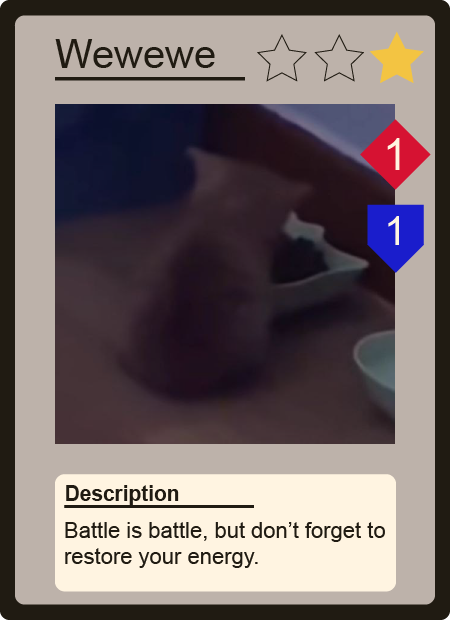 Wewewe
1
1
Description
Battle is battle, but don’t forget to
restore your energy.